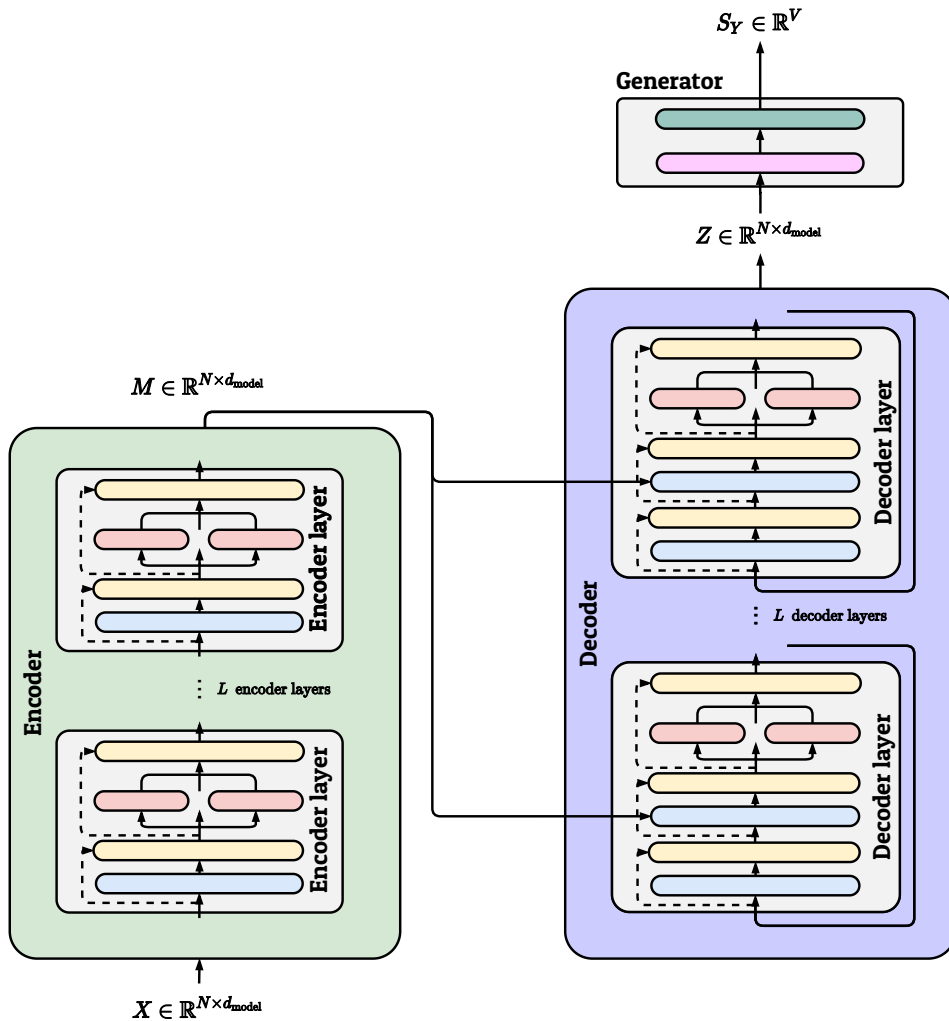 S_Y ∈ ℝ^V
Generator
Z ∈ ℝ^{N×d_model}
M ∈ ℝ^{N×d_model}
Decoder layer
Encoder layer
Decoder
⋮ L decoder layers
Encoder
⋮ L encoder layers
Decoder layer
Encoder layer
X ∈ ℝ^{N×d_model}